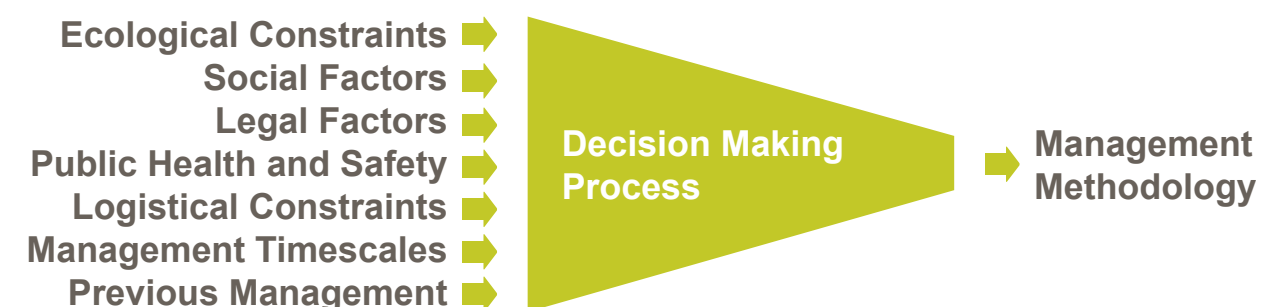 Ecological Constraints
Social Factors
Legal Factors
Public Health and Safety
Logistical Constraints
Management Timescales
Previous Management
Decision Making
Process
Management
Methodology